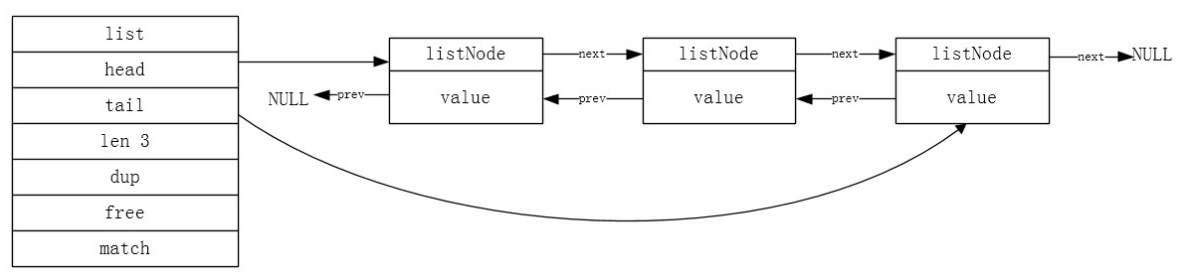 list
head
tail
len 3
dup
free
match
listNode
value
next
prev
NULL
listNode
value
next
prev
listNode
value
prev
next
NULL